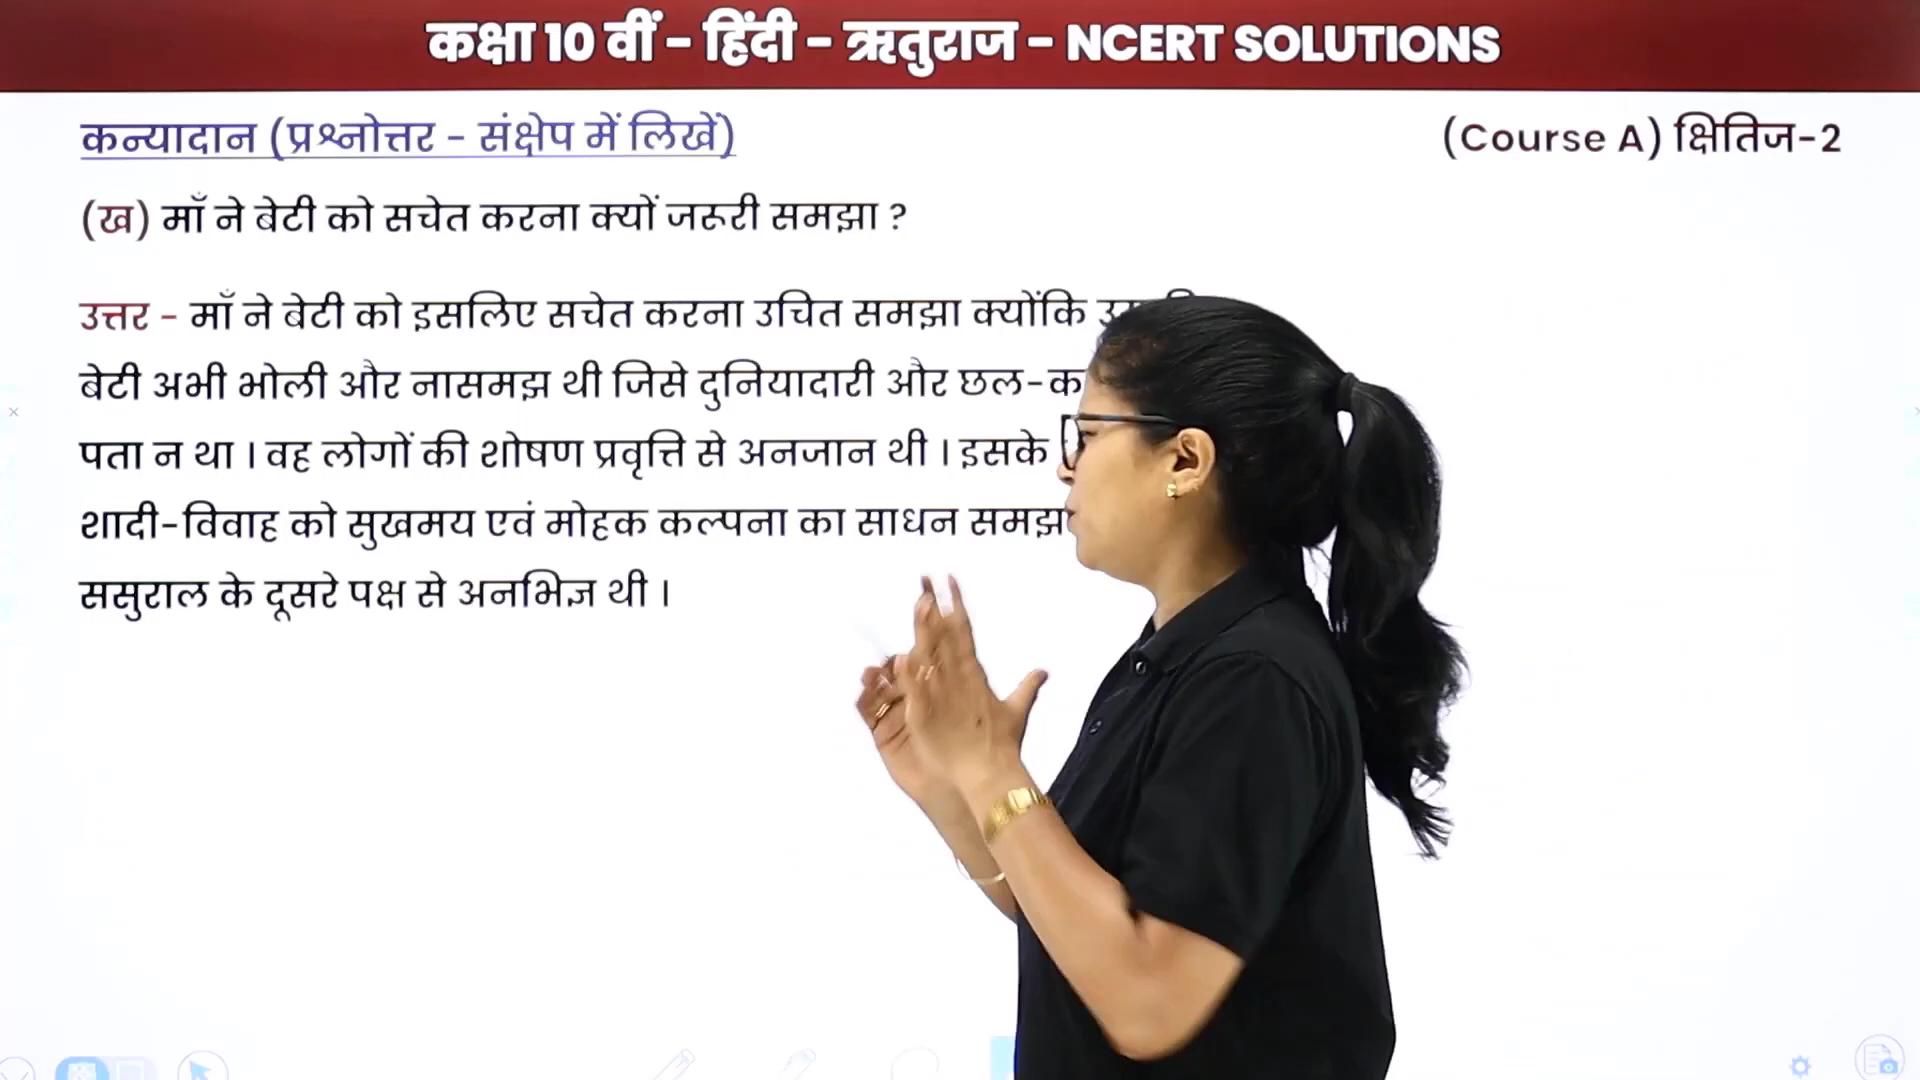 कक्षा 10 वीं - हिंदी - ऋतुराज - NCERT SOLUTIONS
कन्यादान (प्रश्नोत्तर - संक्षेप में लिखें)
(Course A) क्षितिज-2
(ख) माँ ने बेटी को सचेत करना क्यों जरूरी समझा ?
उत्तर - माँ ने बेटी को इसलिए सचेत करना उचित समझा क्योंकि
बेटी अभी भोली और नासमझ थी जिसे दुनियादारी और छल-क
पता न था । वह लोगों की शोषण प्रवृत्ति से अनजान थी । इसके
शादी-विवाह को सुखमय एवं मोहक कल्पना का साधन समझ
ससुराल के दूसरे पक्ष से अनभिज्ञ थी ।